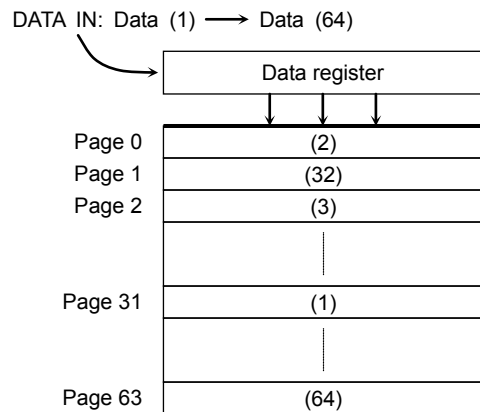 DATA IN: Data (1) Data (64)
Data register
Page 0 (2)
Page 1 (32)
Page 2 (3)
Page 31 (1)
Page 63 (64)